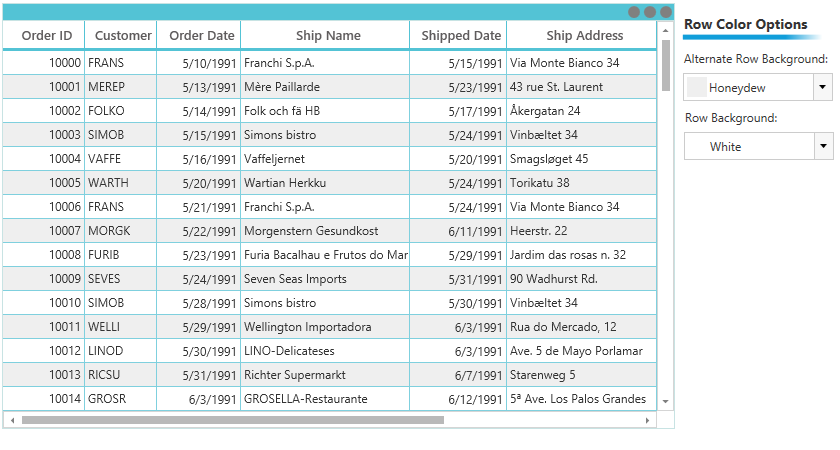 Order ID Customer Order Date Ship Name Shipped Date Ship Address
10000 FRANS 5/10/1991 Franchi S.p.A. 5/15/1991 Via Monte Bianco 34
10001 MEREP 5/13/1991 Mère Paillarde 5/23/1991 43 rue St. Laurent
10002 FOLKO 5/14/1991 Folk och fä HB 5/17/1991 Åkergatan 24
10003 SIMOB 5/15/1991 Simons bistro 5/24/1991 Vinbæltet 34
10004 VAFFE 5/16/1991 Vaffeljernet 5/20/1991 Smagsløget 45
10005 WARTH 5/20/1991 Wartian Herkku 5/24/1991 Torikatu 38
10006 FRANS 5/21/1991 Franchi S.p.A. 5/24/1991 Via Monte Bianco 34
10007 MORGK 5/22/1991 Morgenstern Gesundkost 6/11/1991 Heerstr. 22
10008 FURIB 5/23/1991 Furia Bacalhau e Frutos do Mar 5/29/1991 Jardim das rosas n. 32
10009 SEVES 5/24/1991 Seven Seas Imports 5/31/1991 90 Wadhurst Rd.
10010 SIMOB 5/28/1991 Simons bistro 5/30/1991 Vinbæltet 34
10011 WELLI 5/29/1991 Wellington Importadora 6/3/1991 Rua do Mercado, 12
10012 LINOD 5/30/1991 LINO-Delicateses 6/3/1991 Ave. 5 de Mayo Porlamar
10013 RICSU 5/31/1991 Richter Supermarkt 6/7/1991 Starenweg 5
10014 GROSR 6/3/1991 GROSELLA-Restaurante 6/12/1991 5ª Ave. Los Palos Grandes
Row Color Options
Alternate Row Background:
Honeydew
Row Background:
White